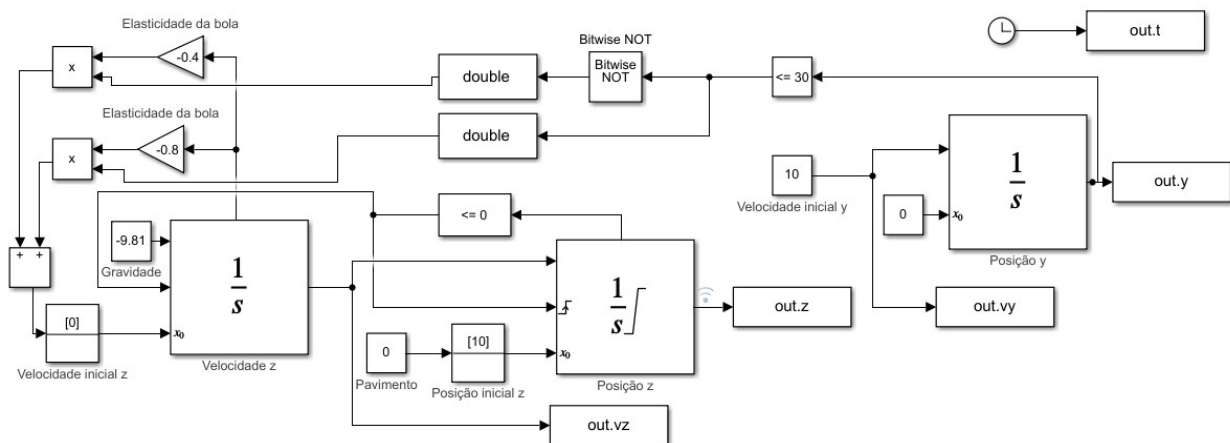 Elasticidade da bola
x
-0.4
double
Bitwise NOT
Bitwise
NOT
<= 30
out.t
Elasticidade da bola
x
-0.8
double
10
Velocidade inicial y
0
x₀
1
s
Posição y
out.y
+ +
-9.81
Gravidade
1
s
x₀
Velocidade z
<= 0
[0]
Velocidade inicial z
0
Pavimento
[10]
Posição inicial z
1
s
x₀
Posição z
out.z
out.vy
out.vz